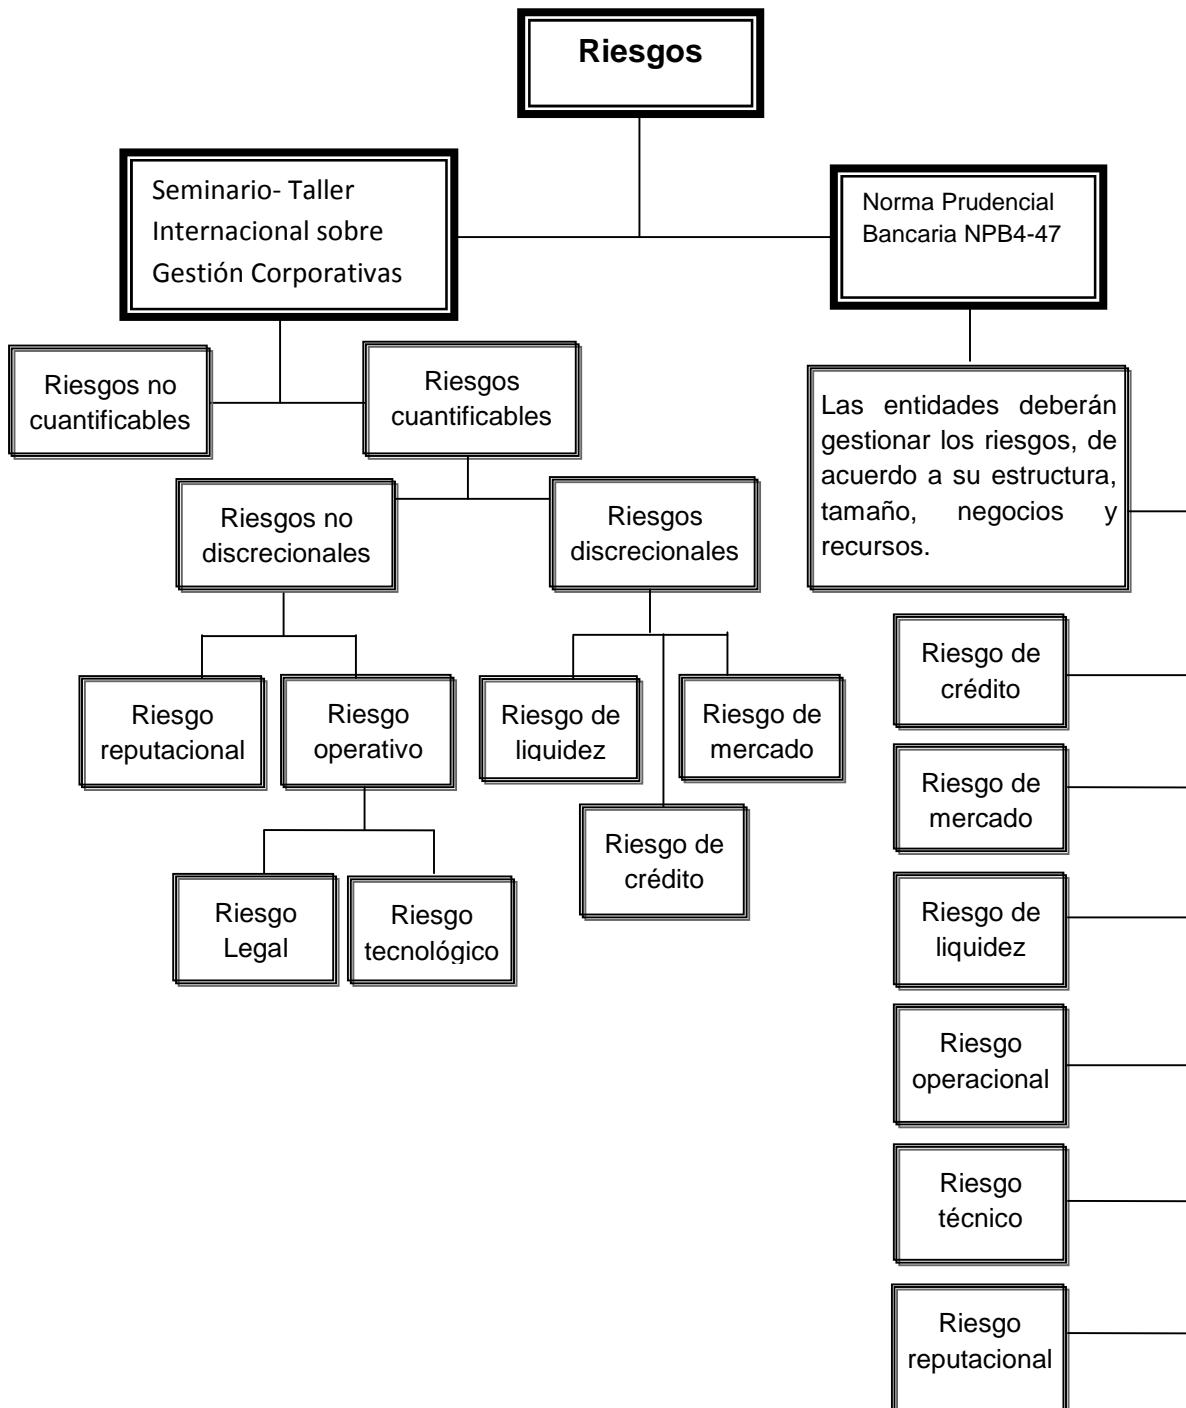 Riesgos
Seminario- Taller
Internacional sobre
Gestión Corporativas
Norma Prudencial
Bancaria NPB4-47
Riesgos no
cuantificables
Riesgos
cuantificables
Las entidades deberán
gestionar los riesgos, de
acuerdo a su estructura,
tamaño, negocios y
recursos.
Riesgos no
discrecionales
Riesgos
discrecionales
Riesgo
reputacional
Riesgo
operativo
Riesgo de
liquidez
Riesgo de
mercado
Riesgo de
crédito
Riesgo
Legal
Riesgo
tecnológico
Riesgo de
crédito
Riesgo de
mercado
Riesgo de
liquidez
Riesgo
operacional
Riesgo
técnico
Riesgo
reputacional